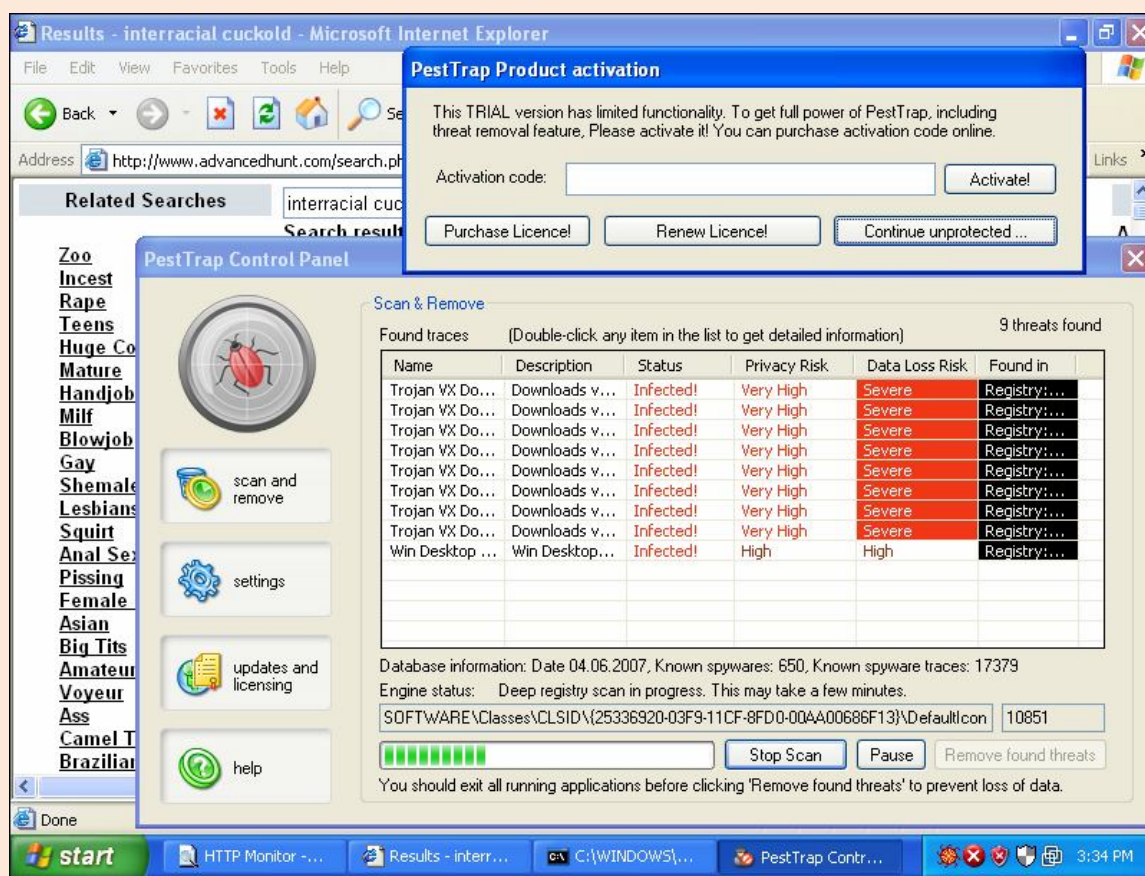 Results - interracial cuckold - Microsoft Internet Explorer
File Edit View Favorites Tools Help
Back
Address http://www.advancedhunt.com/search.ph
Links
PestTrap Product activation
This TRIAL version has limited functionality. To get full power of PestTrap, including
threat removal feature, Please activate it! You can purchase activation code online.
Activation code:
Activate!
Purchase Licence! Renew Licence! Continue unprotected ...
Related Searches
interracial cuc
Search result
Zoo
Incest
Rape
Teens
Huge Co
Mature
Handjob
Milf
Blowjob
Gay
Shemale
Lesbians
Squirt
Anal Sex
Pissing
Female
Asian
Big Tits
Amateur
Voyeur
Ass
Camel T
Brazilian
Done
PestTrap Control Panel
scan and
remove
settings
updates and
licensing
help
Scan & Remove
Found traces (Double-click any item in the list to get detailed information) 9 threats found
Name Description Status Privacy Risk Data Loss Risk Found in
Trojan VX Do... Downloads v... Infected! Very High Severe Registry:...
Trojan VX Do... Downloads v... Infected! Very High Severe Registry:...
Trojan VX Do... Downloads v... Infected! Very High Severe Registry:...
Trojan VX Do... Downloads v... Infected! Very High Severe Registry:...
Trojan VX Do... Downloads v... Infected! Very High Severe Registry:...
Trojan VX Do... Downloads v... Infected! Very High Severe Registry:...
Trojan VX Do... Downloads v... Infected! Very High Severe Registry:...
Trojan VX Do... Downloads v... Infected! Very High Severe Registry:...
Win Desktop ... Win Desktop... Infected! High High Registry:...
Database information: Date 04.06.2007, Known spywares: 650, Known spyware traces: 17379
Engine status: Deep registry scan in progress. This may take a few minutes.
SOFTWARE\Classes\CLSID\{25336920-03F9-11CF-8FD0-00AA00686F13}\DefaultIcon 10851
Stop Scan Pause Remove found threats
You should exit all running applications before clicking 'Remove found threats' to prevent loss of data.
start HTTP Monitor -... Results - interr... C:\WINDOWS\... PestTrap Contr... 3:34 PM